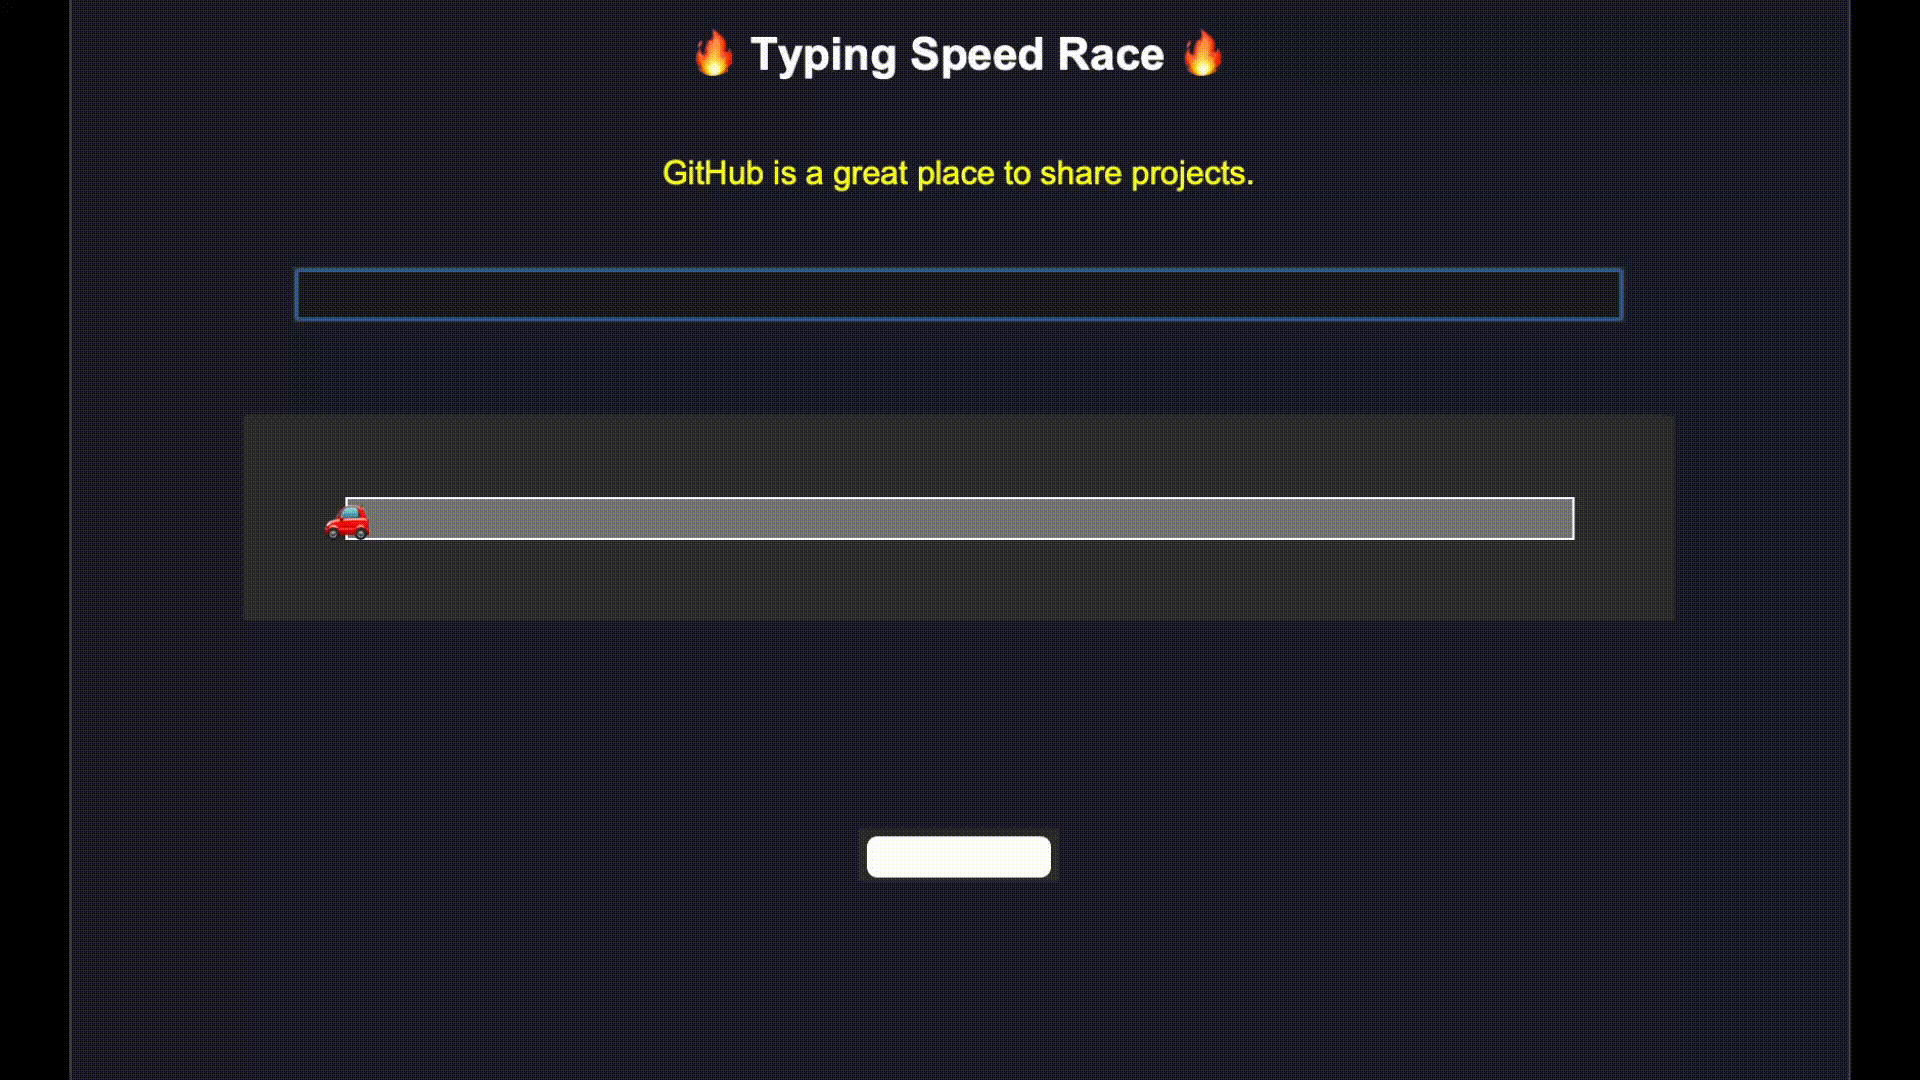 🔥 Typing Speed Race 🔥
GitHub is a great place to share projects.